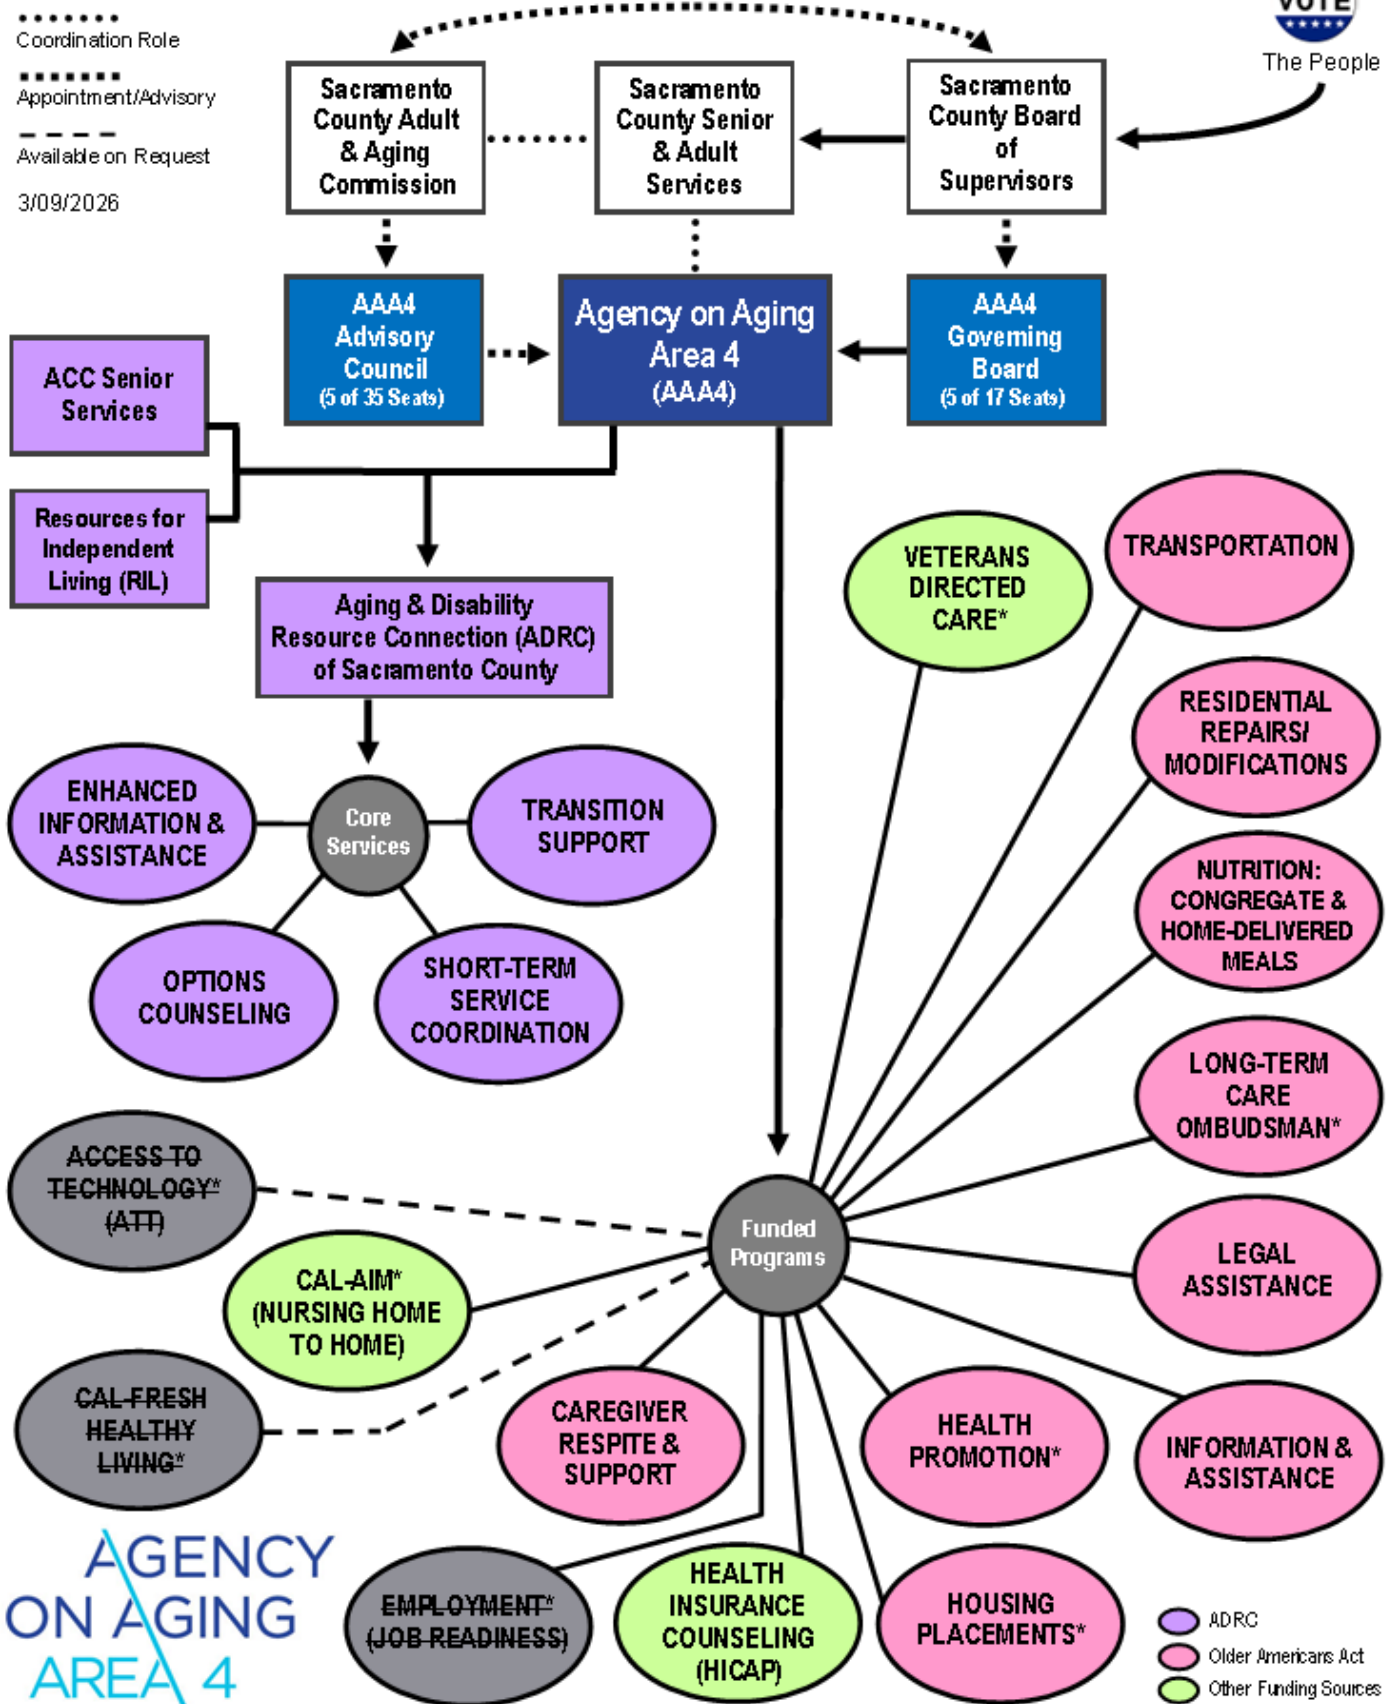 Coordination Role
Appointment/Advisory
Available on Request
3/09/2026
VOTE
The People
Sacramento
County Adult
& Aging
Commission
Sacramento
County Senior
& Adult
Services
Sacramento
County Board
of
Supervisors
AAA4
Advisory
Council
(5 of 35 Seats)
Agency on Aging
Area 4
(AAA4)
AAA4
Governing
Board
(5 of 17 Seats)
ACC Senior
Services
Resources for
Independent
Living (RIL)
Aging & Disability
Resource Connection (ADRC)
of Sacramento County
Core
Services
ENHANCED
INFORMATION &
ASSISTANCE
TRANSITION
SUPPORT
OPTIONS
COUNSELING
SHORT-TERM
SERVICE
COORDINATION
VETERANS
DIRECTED
CARE*
TRANSPORTATION
RESIDENTIAL
REPAIRS/
MODIFICATIONS
NUTRITION:
CONGREGATE &
HOME-DELIVERED
MEALS
LONG-TERM
CARE
OMBUDSMAN*
LEGAL
ASSISTANCE
INFORMATION &
ASSISTANCE
Funded
Programs
ACCESS TO
TECHNOLOGY*
(ATT)
CAL-AIM*
(NURSING HOME
TO HOME)
CAL-FRESH
HEALTHY
LIVING*
CAREGIVER
RESPITE &
SUPPORT
HEALTH
PROMOTION*
EMPLOYMENT*
(JOB READINESS)
HEALTH
INSURANCE
COUNSELING
(HICAP)
HOUSING
PLACEMENTS*
AGENCY
ON AGING
AREA 4
ADRC
Older Americans Act
Other Funding Sources